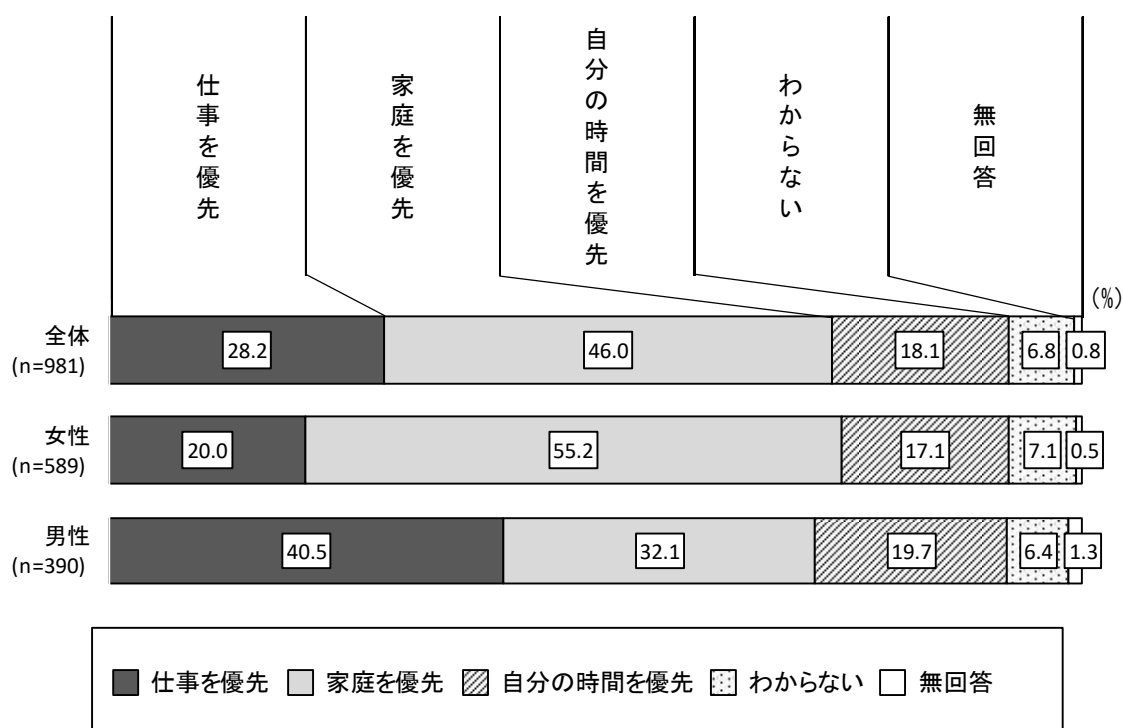 仕事を優先
家庭を優先
自分の時間を優先
わからない
無回答
(%)
全体
(n=981)
28.2
46.0
18.1
6.8
0.8
女性
(n=589)
20.0
55.2
17.1
7.1
0.5
男性
(n=390)
40.5
32.1
19.7
6.4
1.3
仕事を優先 家庭を優先 自分の時間を優先 わからない 無回答